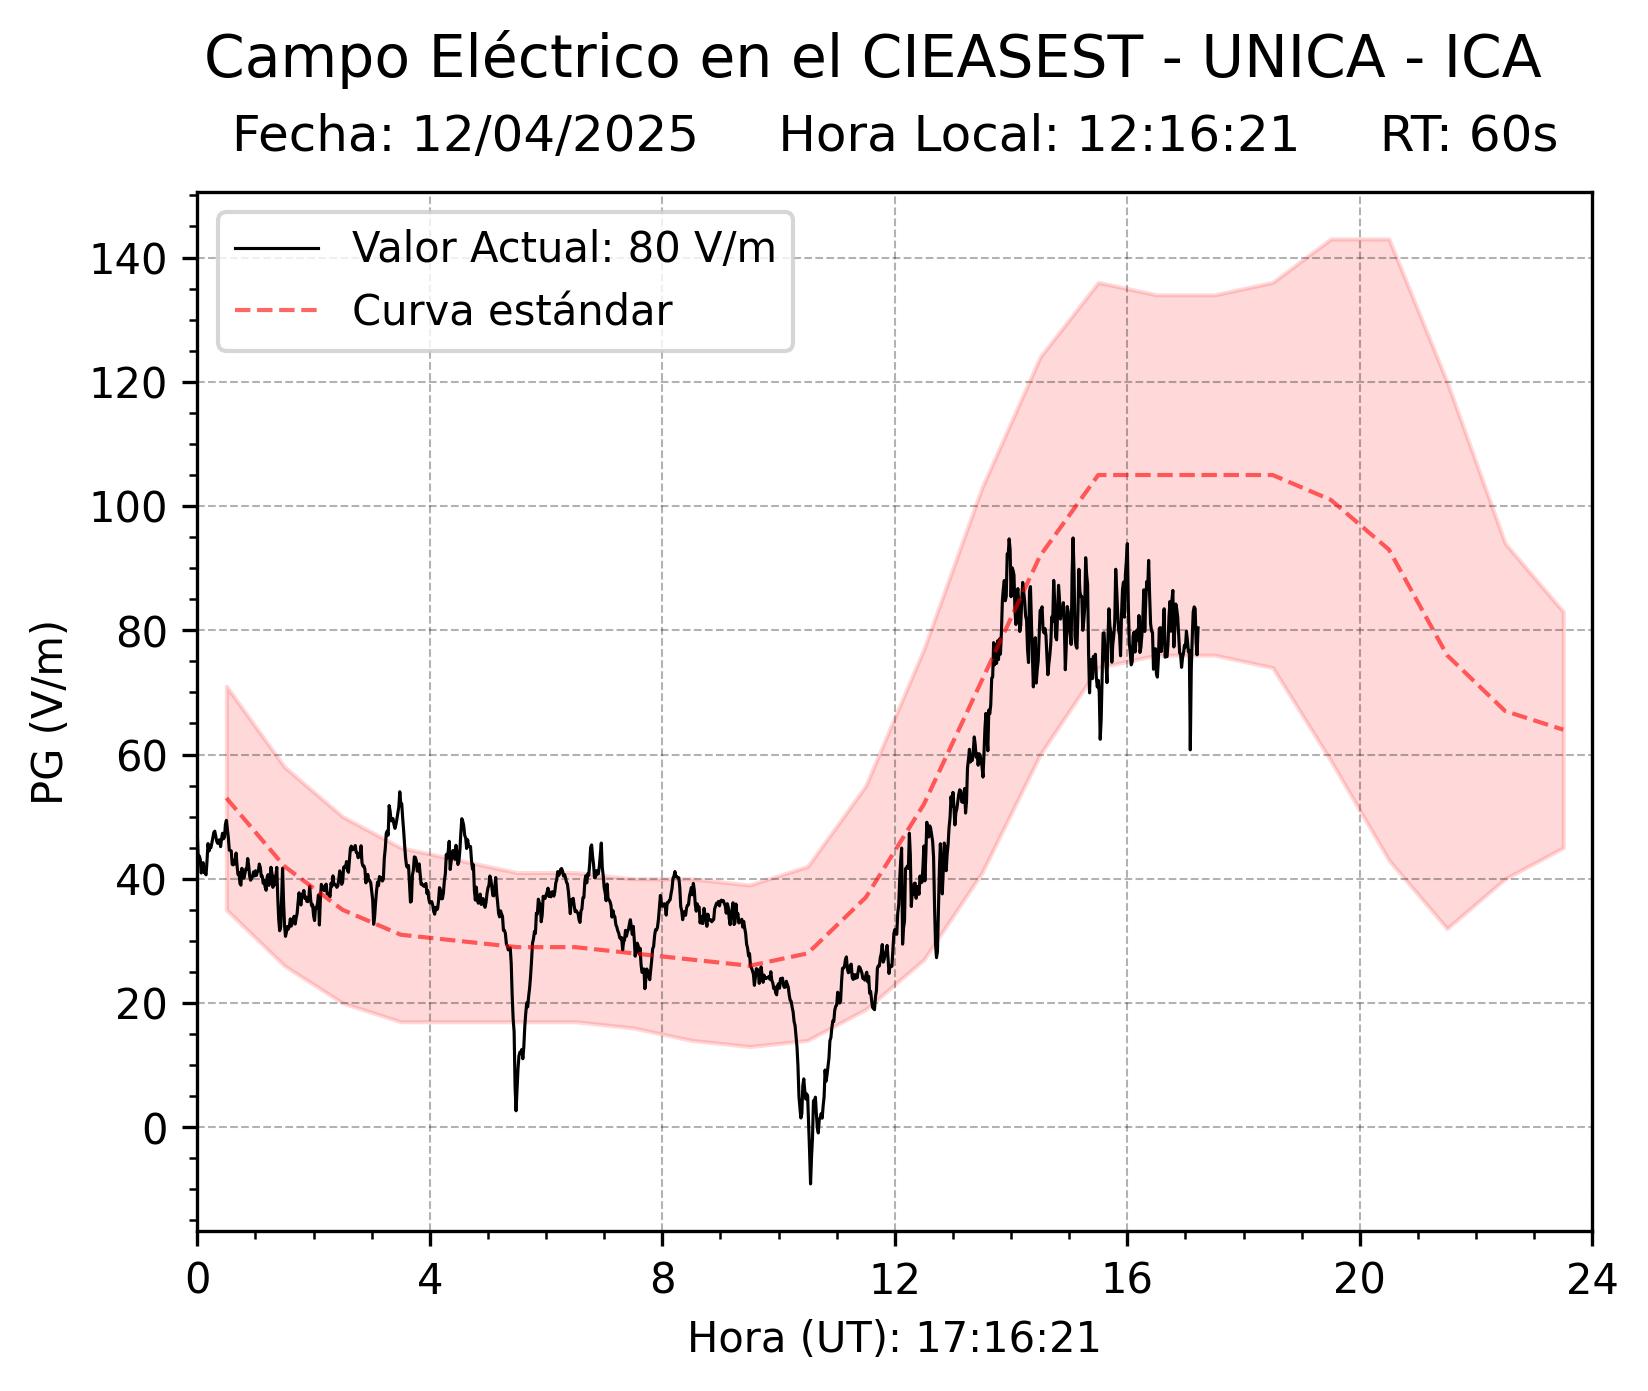 Campo Eléctrico en el CIEASEST - UNICA - ICA
Fecha: 12/04/2025 Hora Local: 12:16:21 RT: 60s
Valor Actual: 80 V/m
Curva estándar
PG (V/m)
140
120
100
80
60
40
20
0
0 4 8 12 16 20 24
Hora (UT): 17:16:21